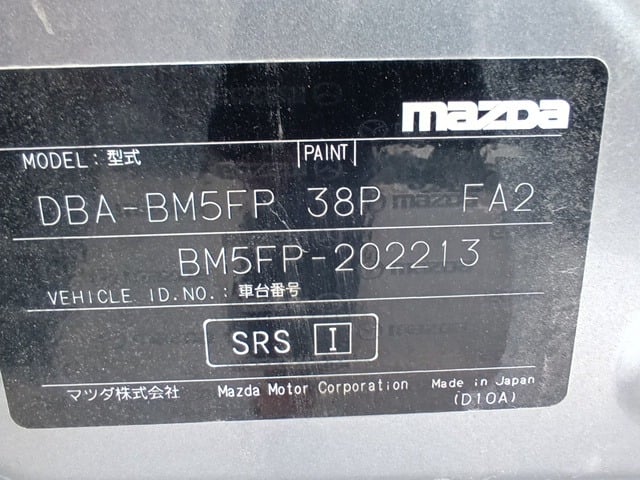 mazda
MODEL: 型式 PAINT
DBA-BM5FP 38P FA2
BM5FP-202213
VEHICLE ID.NO.: 車台番号
SRS I
マツダ株式会社 Mazda Motor Corporation Made in Japan
(D10A)